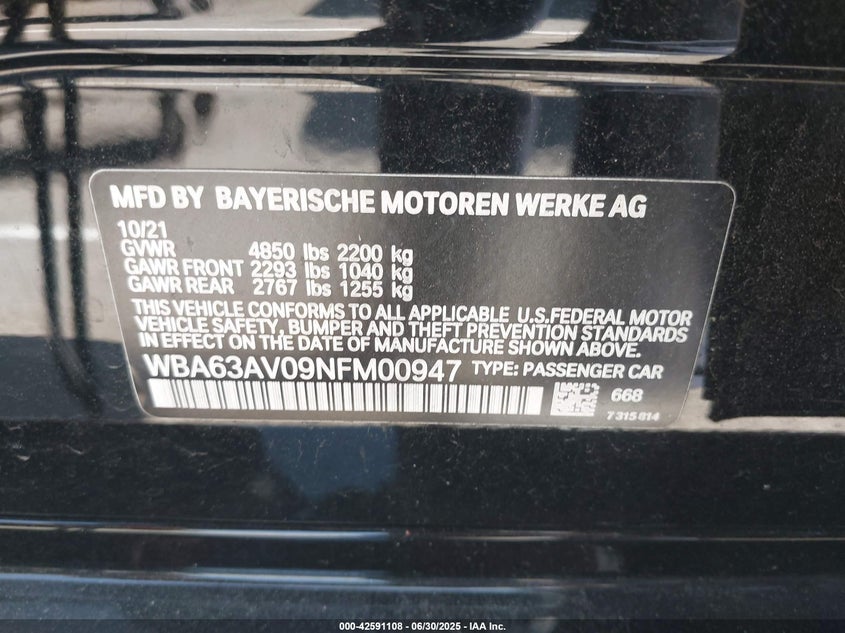 MFD BY BAYERISCHE MOTOREN WERKE AG
10/21
GVWR 4850 lbs 2200 kg
GAWR FRONT 2293 lbs 1040 kg
GAWR REAR 2767 lbs 1255 kg
THIS VEHICLE CONFORMS TO ALL APPLICABLE U.S.FEDERAL MOTOR
VEHICLE SAFETY, BUMPER AND THEFT PREVENTION STANDARDS
IN EFFECT ON THE DATE OF MANUFACTURE SHOWN ABOVE.
WBA63AV09NFM00947 TYPE: PASSENGER CAR
668
7 315 814
000-42591108 - 06/30/2025 - IAA Inc.